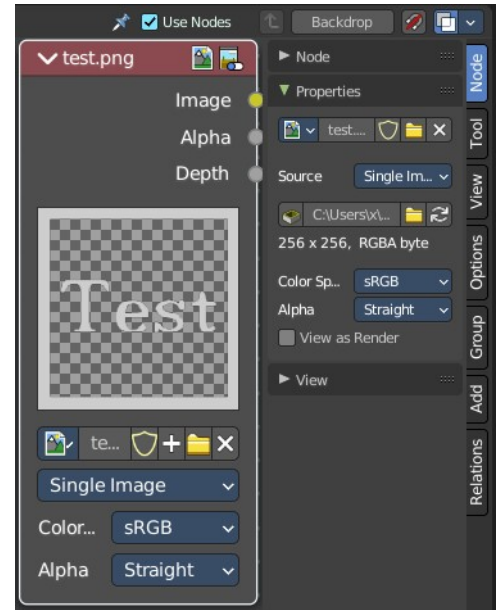 Use Nodes
Backdrop
test.png
Image
Alpha
Depth
Test
te...
Single Image
Color...
sRGB
Alpha
Straight
Node
Properties
test....
Source
Single Im...
C:\Users\x\...
256 x 256, RGBA byte
Color Sp...
sRGB
Alpha
Straight
View as Render
View
Node
Tool
View
Options
Group
Add
Relations